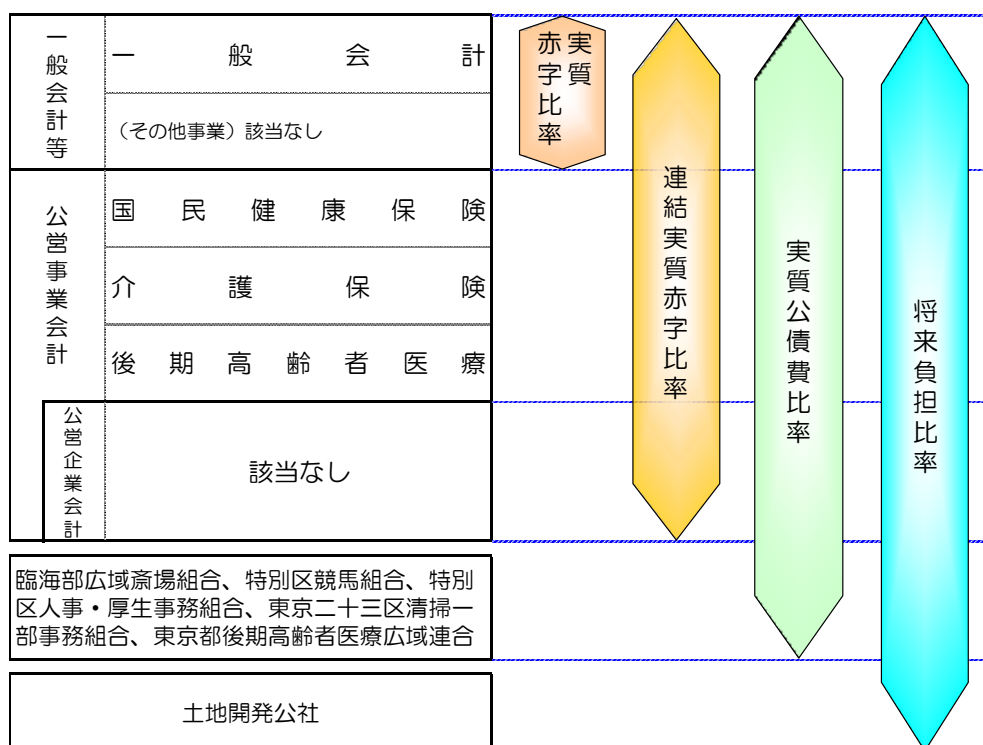 一般会計等
一般会計
（その他事業）該当なし
公営事業会計
国民健康保険
介護保険
後期高齢者医療
公営企業会計
該当なし
臨海部広域斎場組合、特別区競馬組合、特別
区人事・厚生事務組合、東京二十三区清掃一
部事務組合、東京都後期高齢者医療広域連合
土地開発公社
実質
赤字比率
連結実質赤字比率
実質公債費比率
将来負担比率